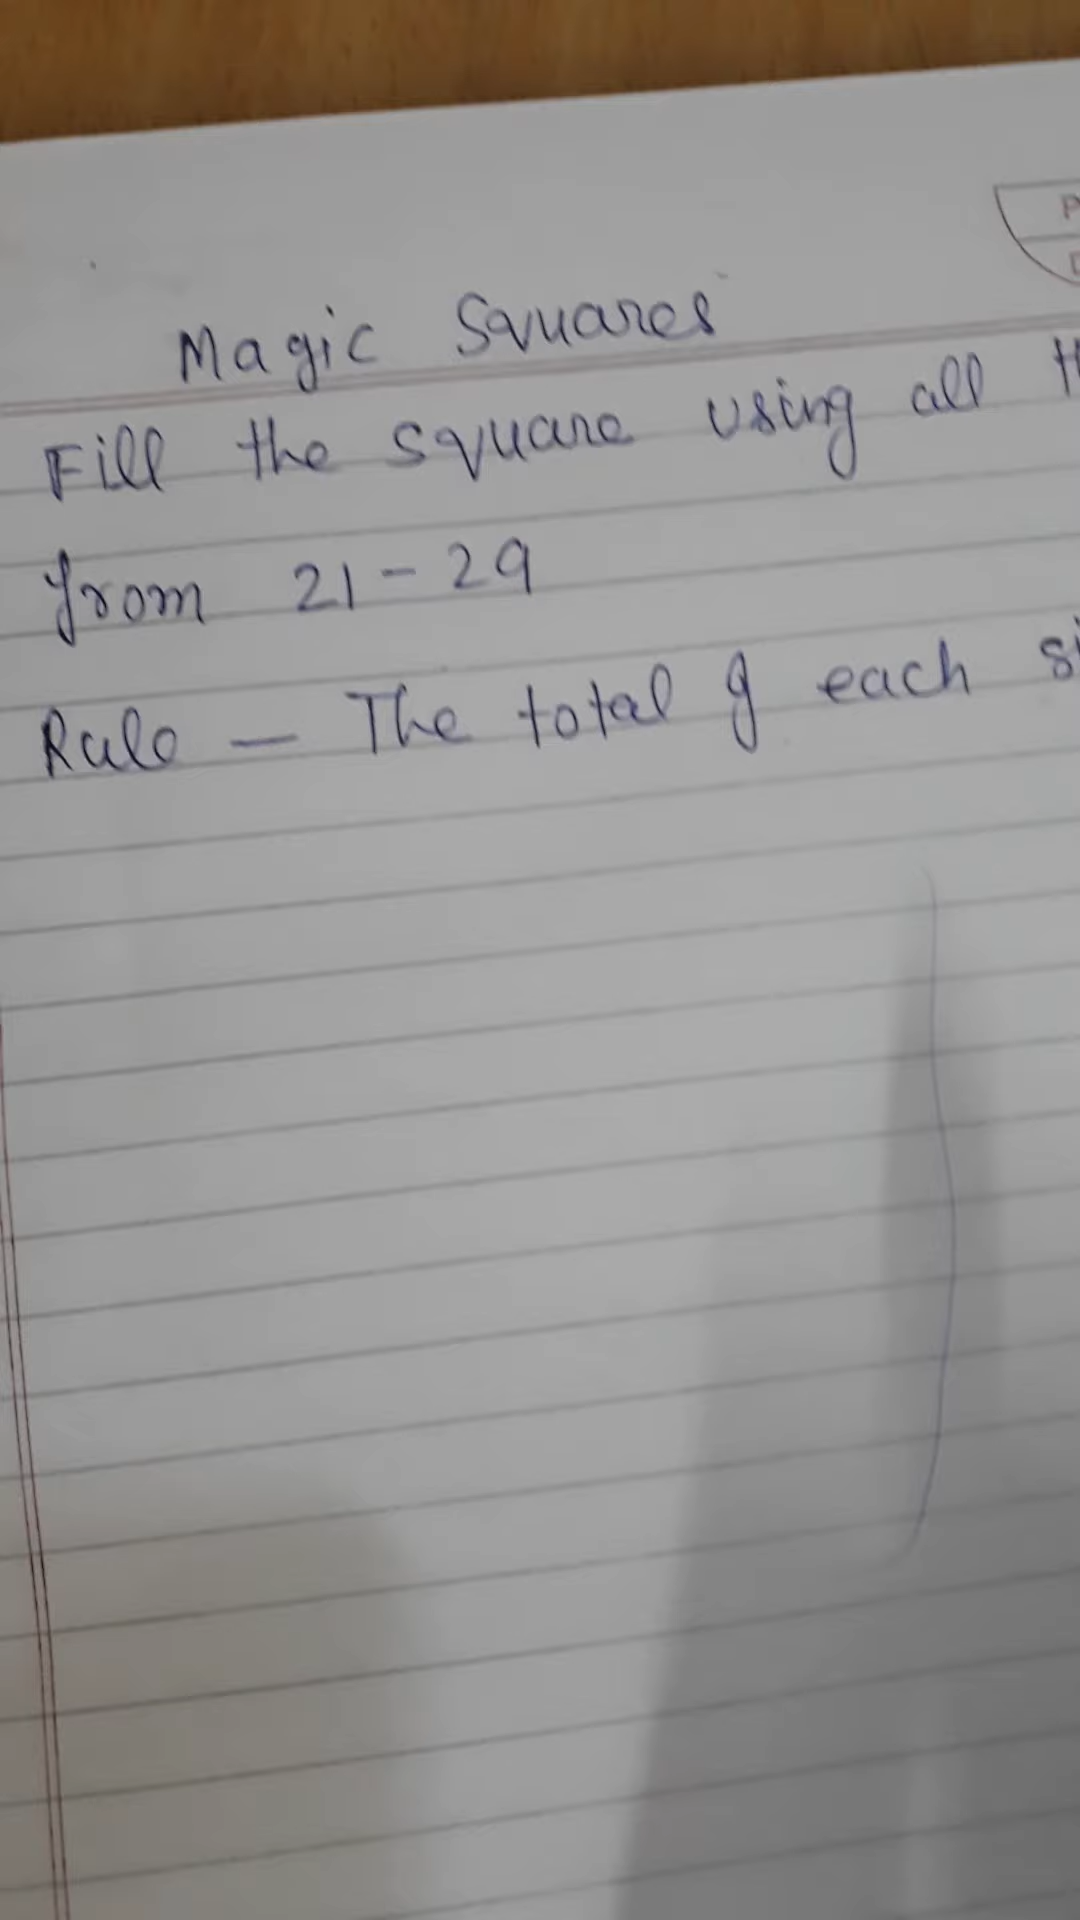 Magic Squares
Fill the square using all
from 21-29
Rule — The total of each